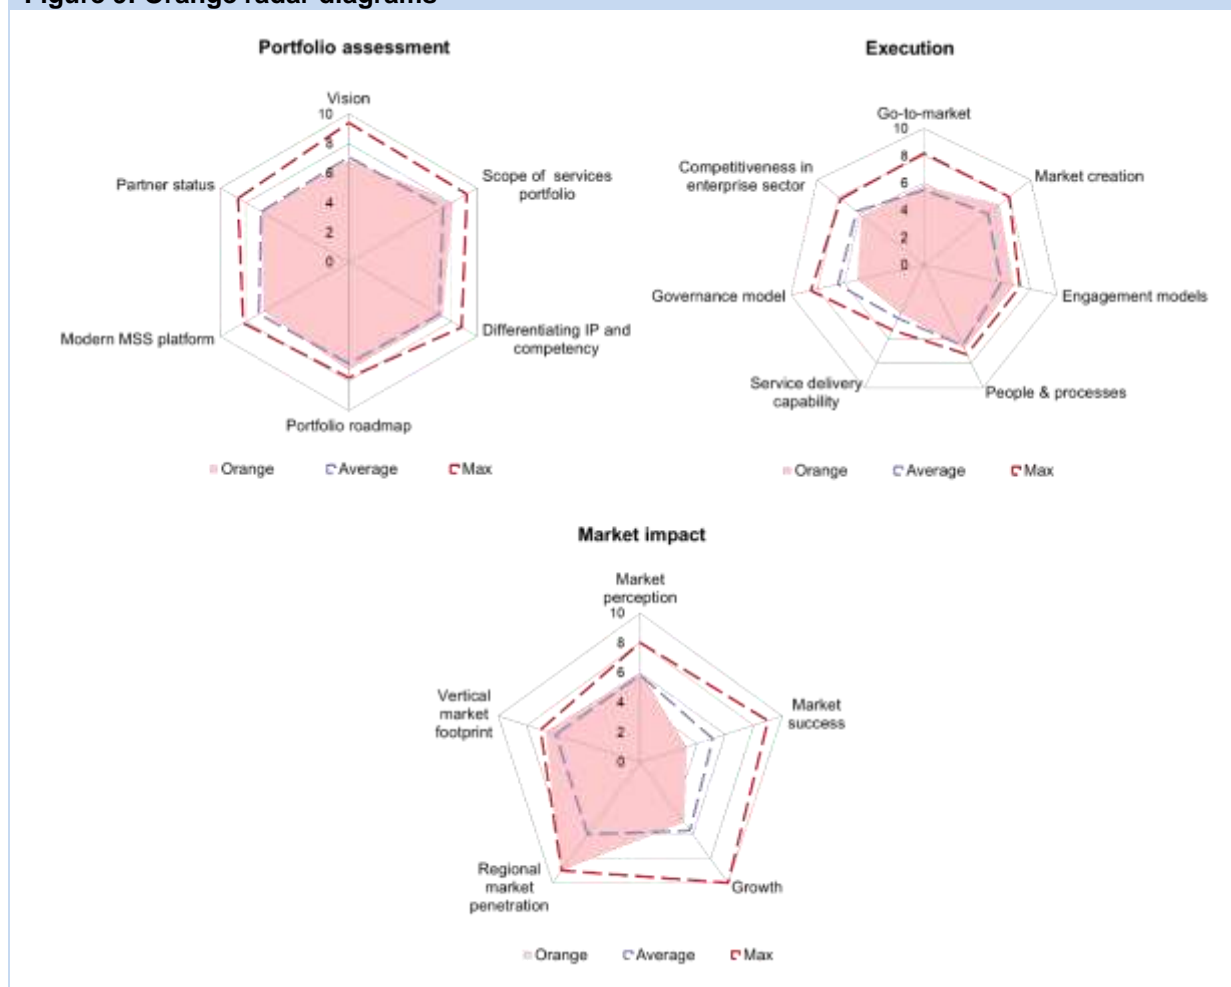 Figure 9: Orange radar diagrams
Portfolio assessment
Vision
10
8
6
4
2
0
Scope of services
portfolio
Differentiating IP and
competency
Portfolio roadmap
Modern MSS platform
Partner status
Orange
Average
Max
Execution
Go-to-market
10
8
6
4
2
0
Market creation
Engagement models
People & processes
Service delivery
capability
Governance model
Competitiveness in
enterprise sector
Orange
Average
Max
Market impact
Market
perception
10
8
6
4
2
0
Market
success
Growth
Regional
market
penetration
Vertical
market
footprint
Orange
Average
Max